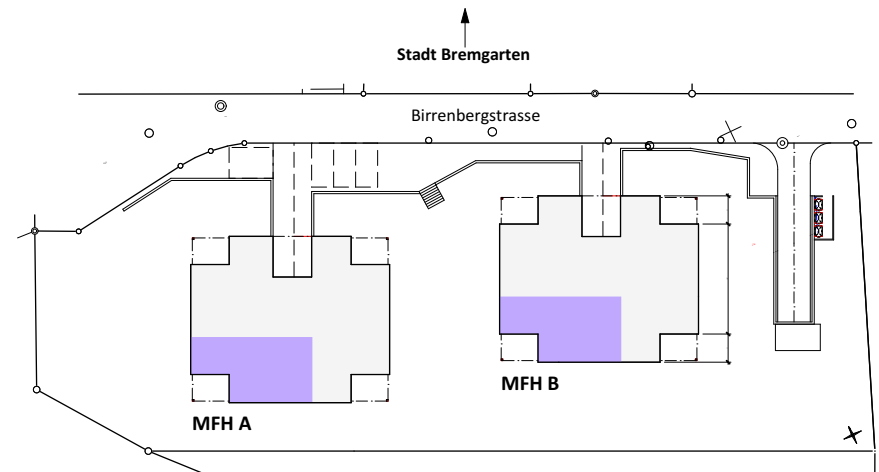 Stadt Bremgarten
Birrenbergstrasse
MFH B
MFH A